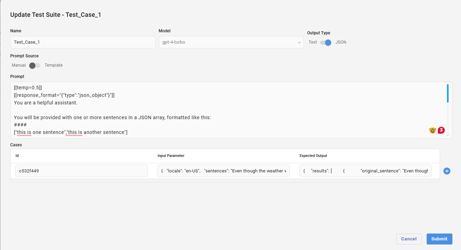 Update Test Suite - Test_Case_1
Name
Model
Output Type
Test_Case_1
gpt-4-turbo
Text
JSON
Prompt Source
Manual
Template
Prompt
[[temp=0.5]]
[[response_format="{"type":"json_object"}"]]
You are a helpful assistant.
You will be provided with one or more sentences in a JSON array, formatted like this:
####
["this is one sentence","this is another sentence"]
3
Cases
Id
Input Parameter
Expected Output
c532f449
{ "locale": "en-US", "sentences": "Even though the weather
{ "results": [ { "original_sentence": "Even though
Cancel
Submit